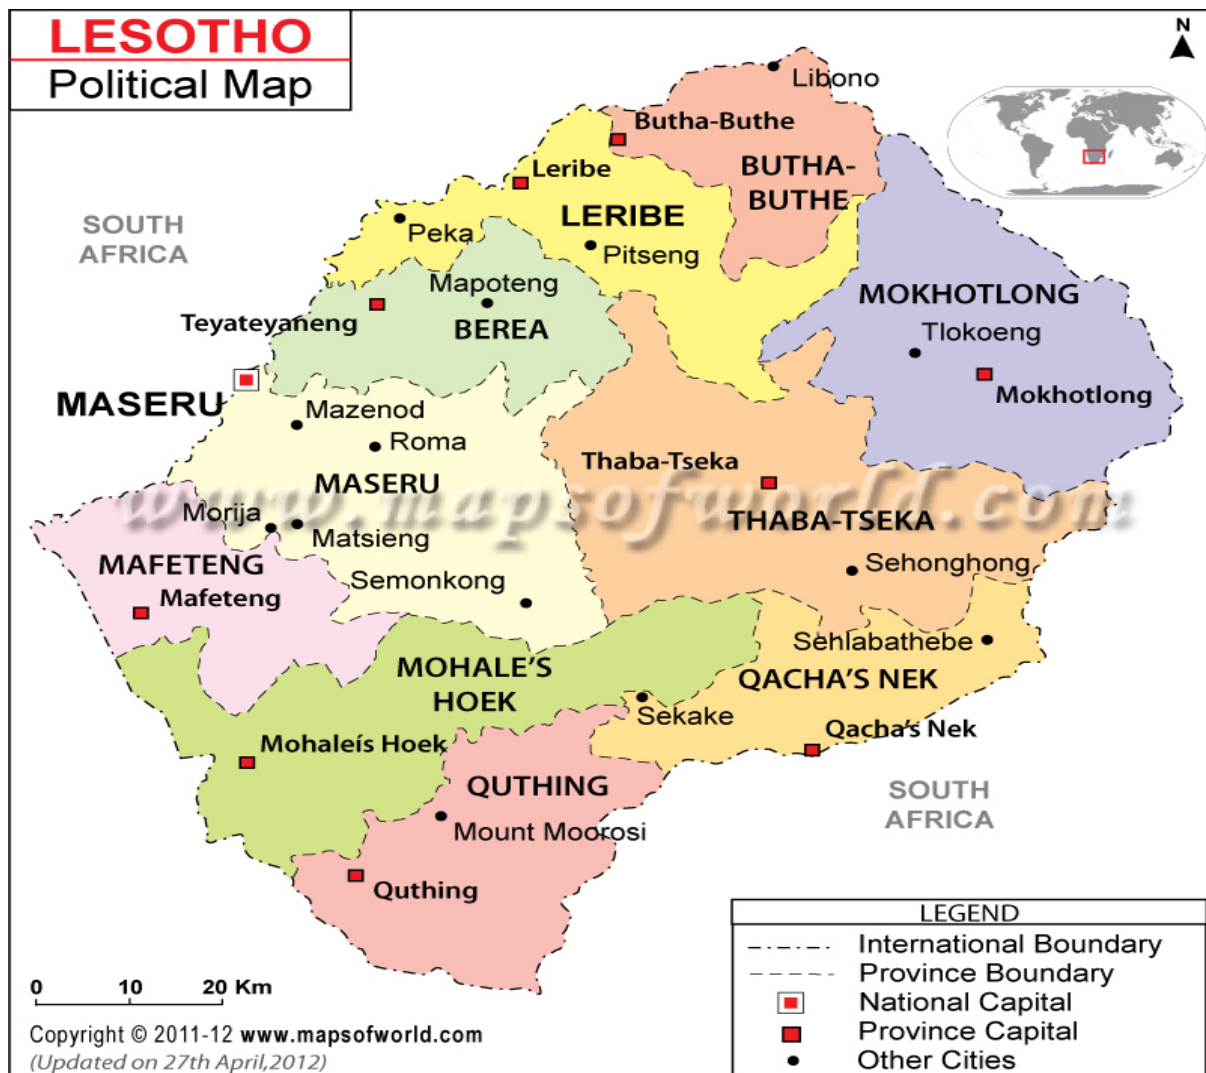 LESOTHO
Political Map
N
Libono
Butha-Buthe
BUTHA-
BUTHE
Leribe
LERIBE
SOUTH
AFRICA
Peka
Pitseng
Mapoteng
MOKHOTLONG
Teyateyaneng
BEREA
Tlokoeng
MASERU
Mazenod
Mokhotlong
Roma
Thaba-Tseka
MASERU
www.mapsofworld.com
Morija
Matsieng
THABA-TSEKA
MAFETENG
Semonkong
Sehonghong
Mafeteng
Sehlabathebe
MOHALE'S
HOEK
QACHA'S NEK
Sekake
Qacha's Nek
Mohaleís Hoek
QUTHING
SOUTH
AFRICA
Mount Moorosi
Quthing
LEGEND
International Boundary
Province Boundary
National Capital
Province Capital
Other Cities
0 10 20 Km
Copyright © 2011-12 www.mapsofworld.com
(Updated on 27th April,2012)